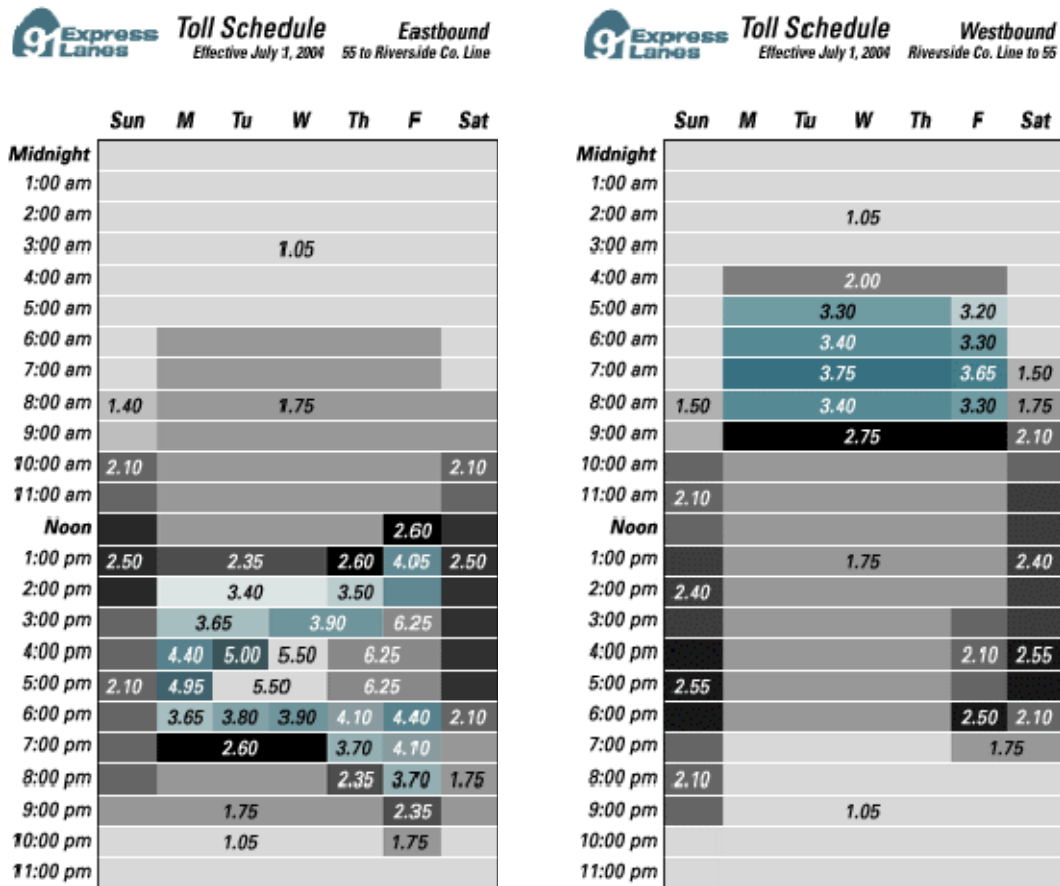 91 Express Lanes Toll Schedule Eastbound
Effective July 1, 2004 55 to Riverside Co. Line
Sun M Tu W Th F Sat
Midnight
1:00 am
2:00 am
3:00 am 1.05
4:00 am
5:00 am
6:00 am
7:00 am
8:00 am 1.40 1.75
9:00 am
10:00 am 2.10 2.10
11:00 am
Noon 2.60
1:00 pm 2.50 2.35 2.60 4.05 2.50
2:00 pm 3.40 3.50
3:00 pm 3.65 3.90 6.25
4:00 pm 4.40 5.00 5.50 6.25
5:00 pm 2.10 4.95 5.50 6.25
6:00 pm 3.65 3.80 3.90 4.10 4.40 2.10
7:00 pm 2.60 3.70 4.10
8:00 pm 2.35 3.70 1.75
9:00 pm 1.75 2.35
10:00 pm 1.05 1.75
11:00 pm
91 Express Lanes Toll Schedule Westbound
Effective July 1, 2004 Riverside Co. Line to 55
Sun M Tu W Th F Sat
Midnight
1:00 am
2:00 am 1.05
3:00 am
4:00 am 2.00
5:00 am 3.30 3.20
6:00 am 3.40 3.30
7:00 am 3.75 3.65 1.50
8:00 am 1.50 3.40 3.30 1.75
9:00 am 2.75 2.10
10:00 am
11:00 am 2.10
Noon
1:00 pm 1.75 2.40
2:00 pm 2.40
3:00 pm
4:00 pm 2.10 2.55
5:00 pm 2.55
6:00 pm 2.50 2.10
7:00 pm 1.75
8:00 pm 2.10
9:00 pm 1.05
10:00 pm
11:00 pm